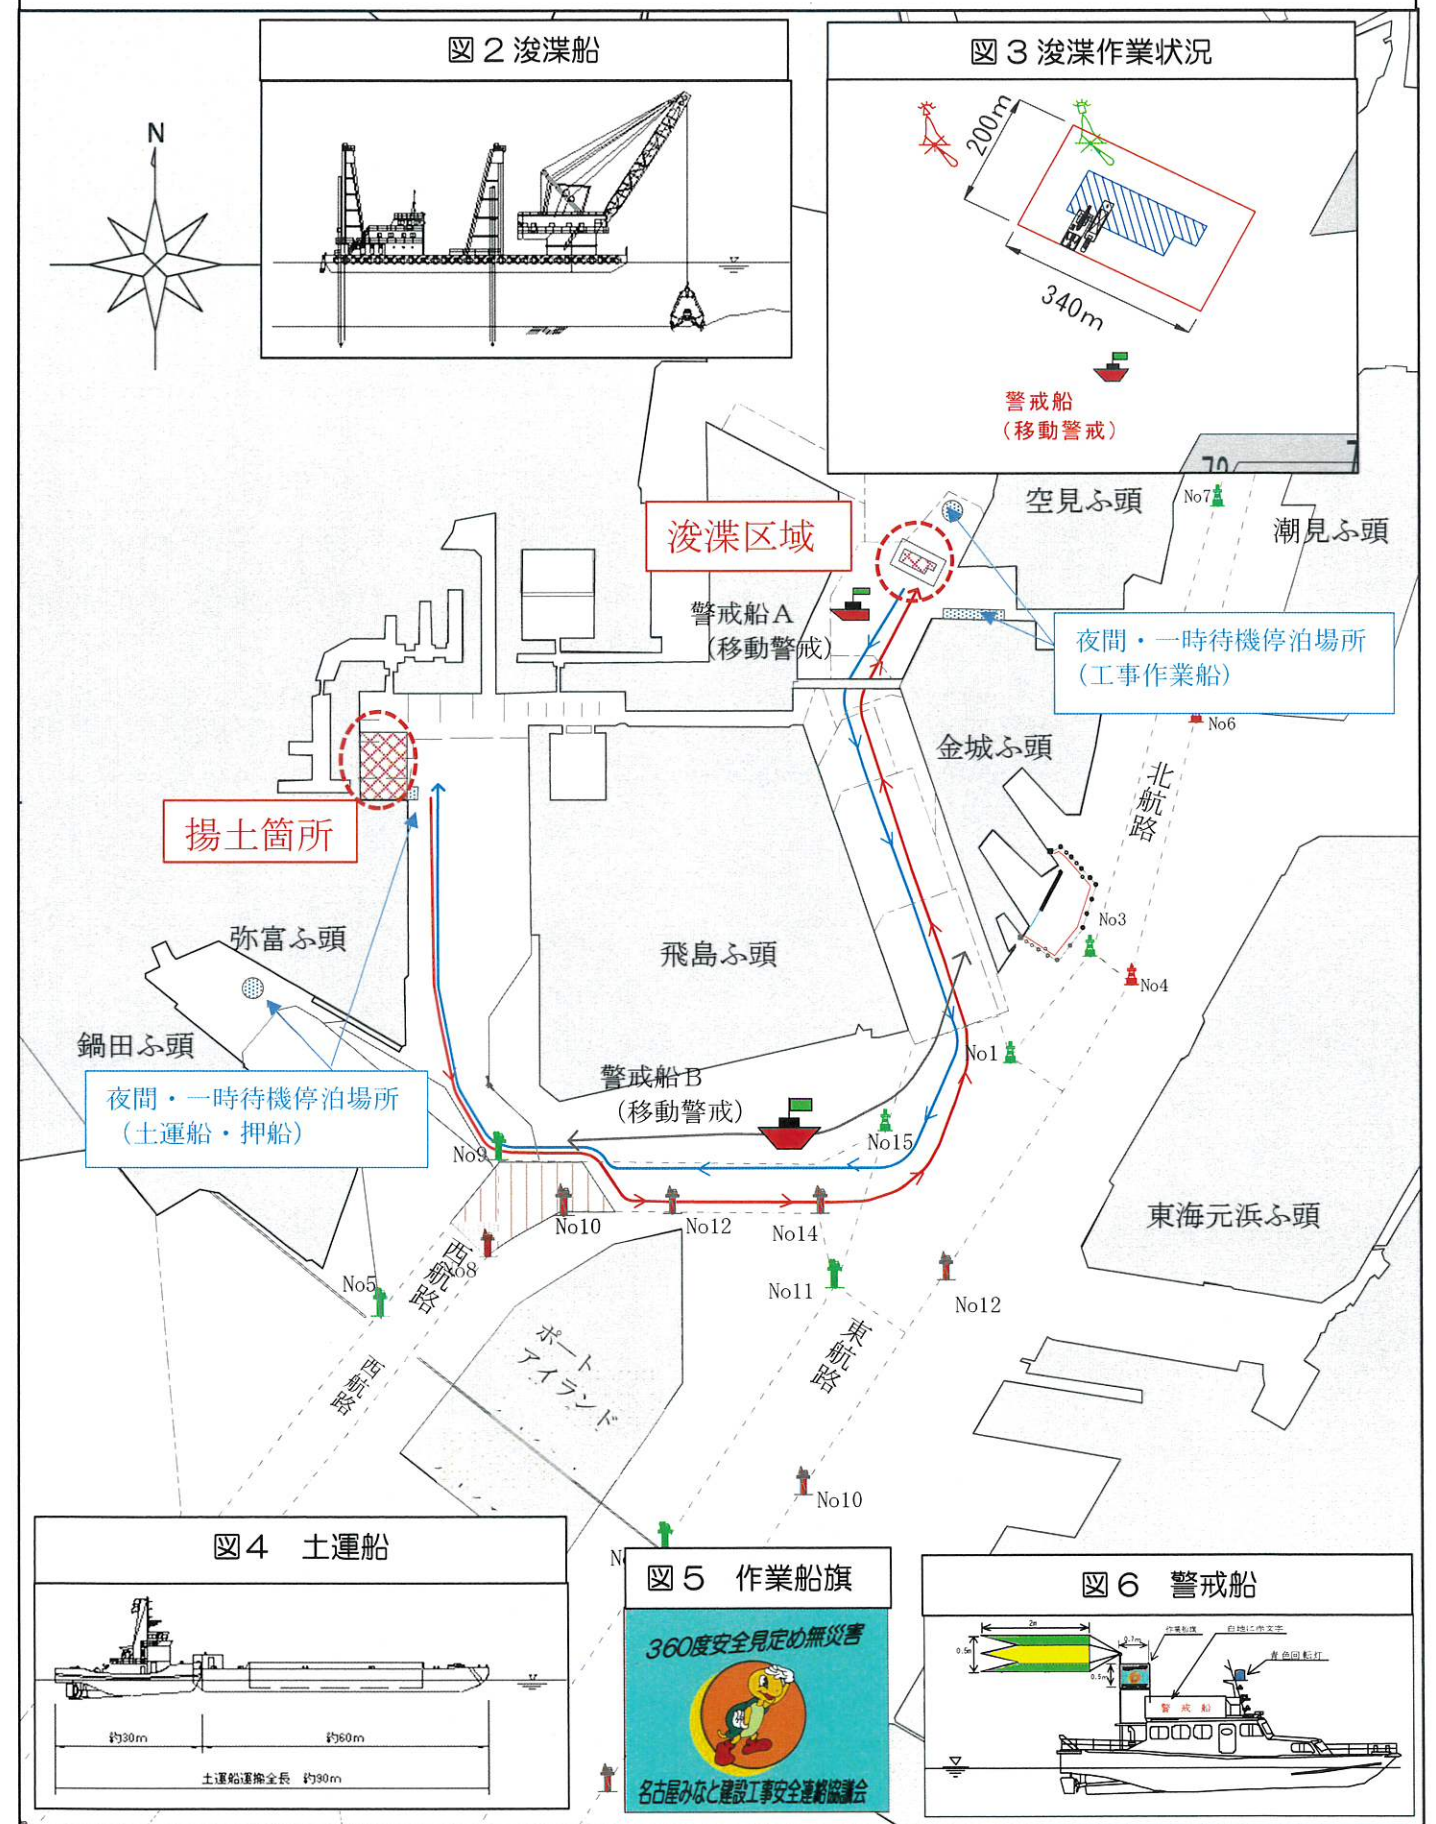 図2 浚渫船
図3 浚渫作業状況
N
200m
340m
警戒船
(移動警戒)
空見ふ頭
No7
潮見ふ頭
浚渫区域
警戒船A
(移動警戒)
夜間・一時待機停泊場所
(工事作業船)
No6
金城ふ頭
北航路
揚土箇所
弥富ふ頭
飛島ふ頭
No3
No4
鍋田ふ頭
No1
夜間・一時待機停泊場所
(土運船・押船)
警戒船B
(移動警戒)
No15
No9
No10
No12
No14
東海元浜ふ頭
No8
西航路
No5
No11
No12
西航路
ポート
アイランド
東航路
No10
図4 土運船
約30m
約60m
土運船運搬全長 約90m
図5 作業船旗
360度安全見定め無災害
名古屋みなと建設工事安全連絡協議会
図6 警戒船
2m
0.5m
0.7m
0.5m
作業船旗
白地に赤文字
青色回転灯
警戒船